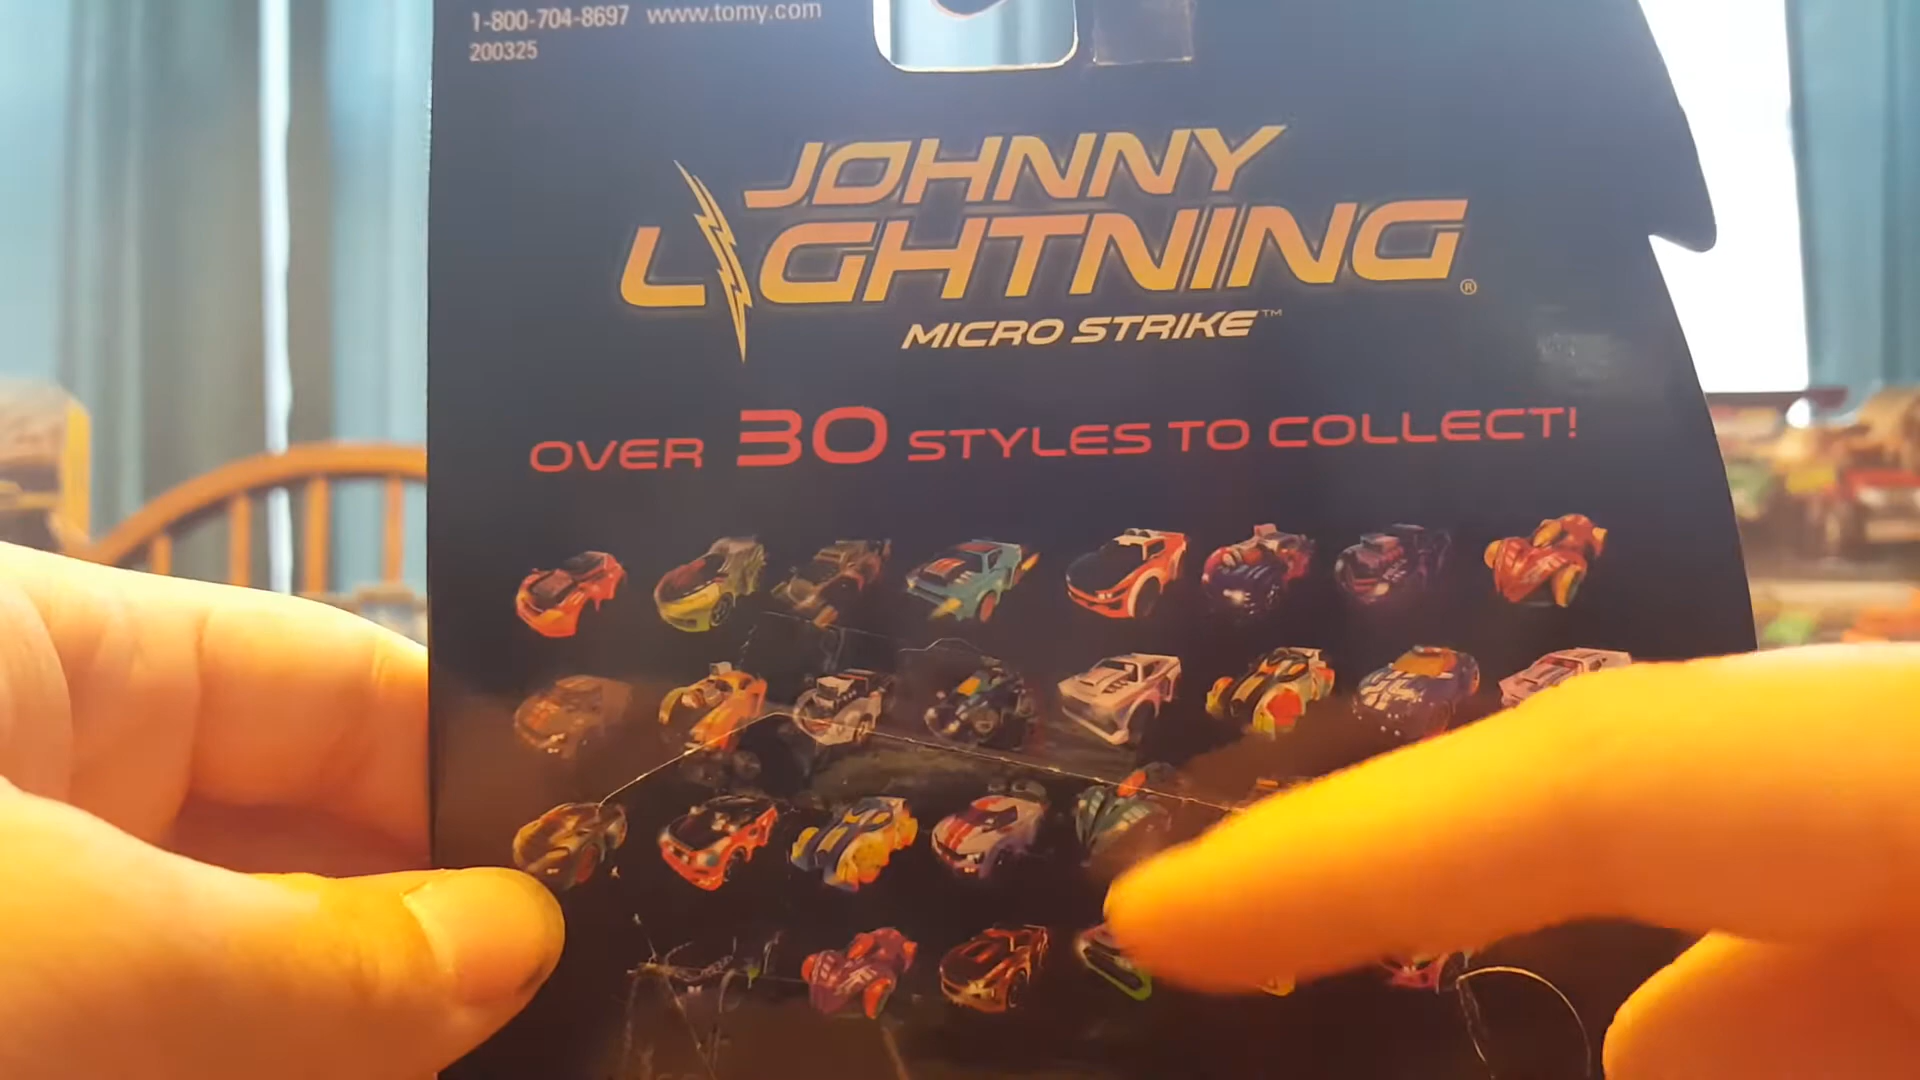 1-800-704-8697 www.tomy.com
200325
JOHNNY
LIGHTNING®
MICRO STRIKE™
OVER 30 STYLES TO COLLECT!